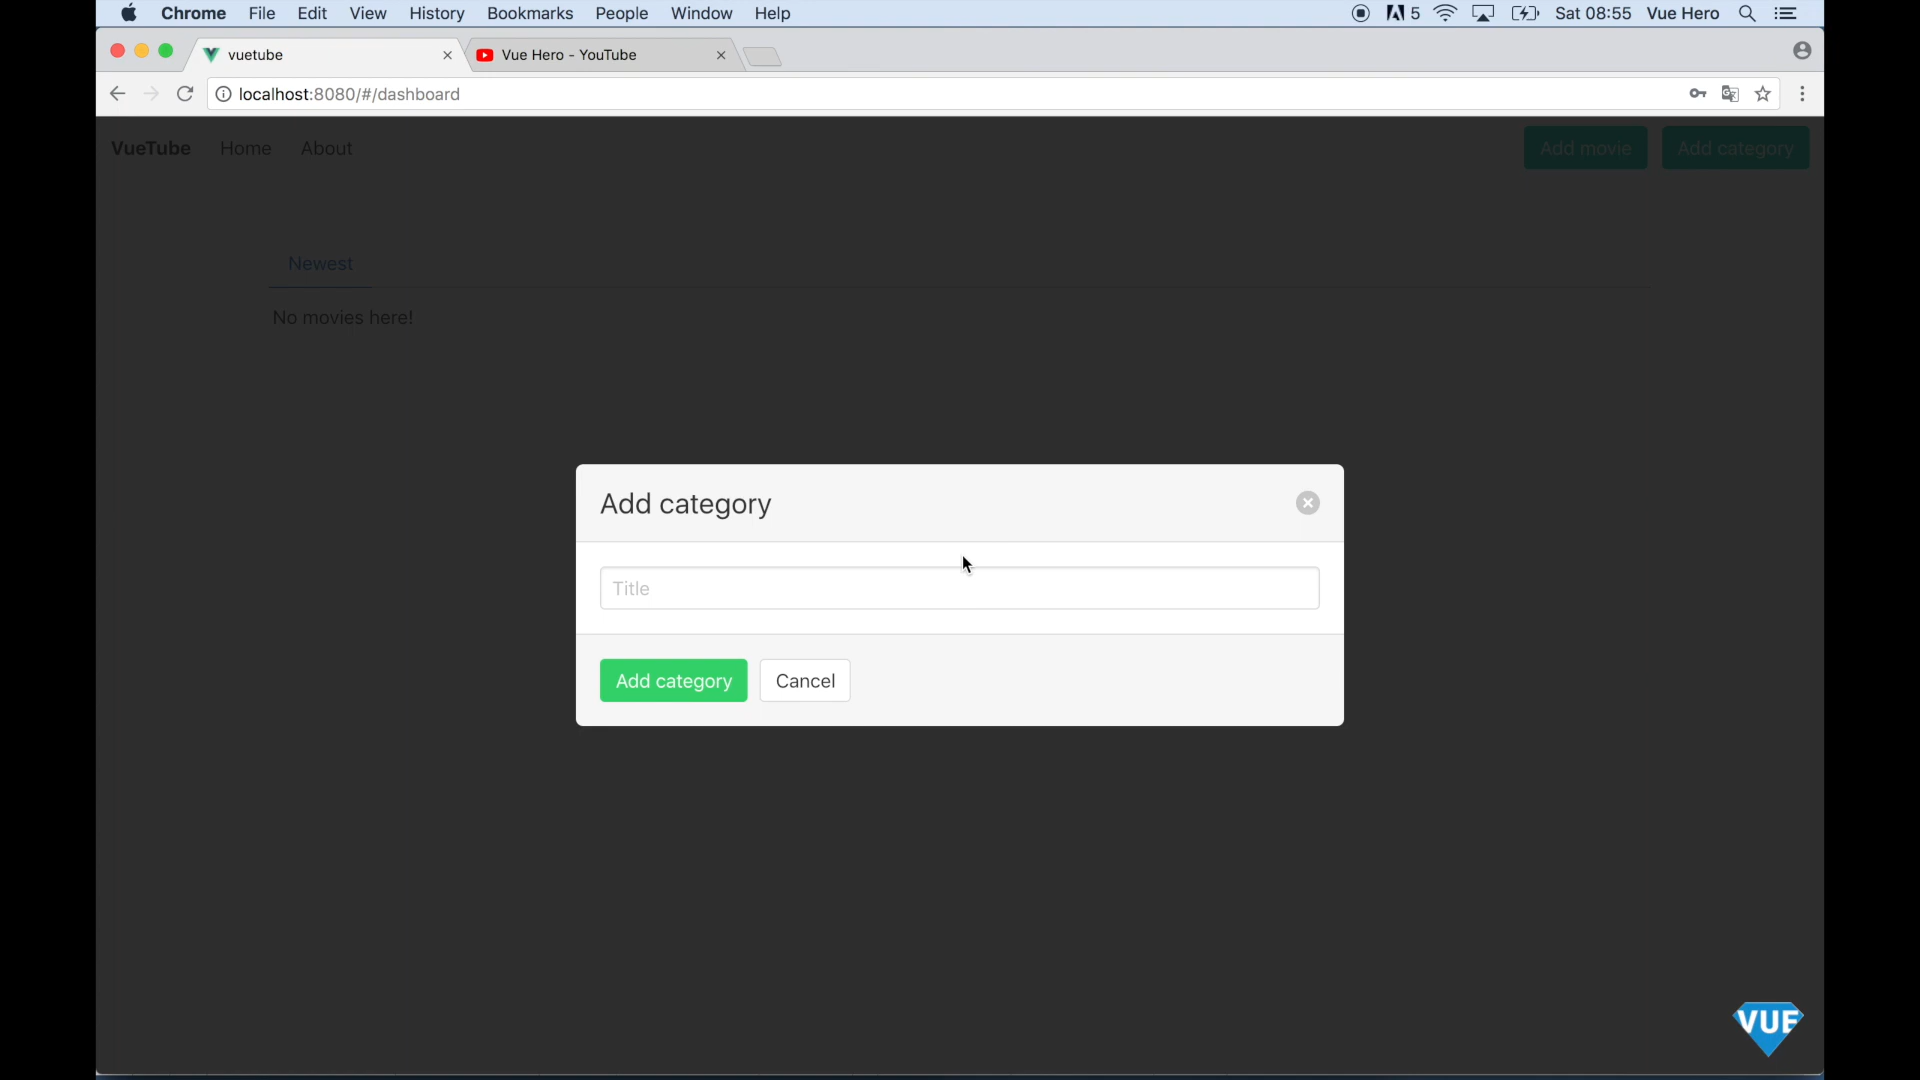 Chrome File Edit View History Bookmarks People Window Help 5 Sat 08:55 Vue Hero
vuetube Vue Hero - YouTube
localhost:8080/#/dashboard
VueTube Home About Add movie Add category
Newest
No movies here!
Add category
Title
Add category Cancel
VUE